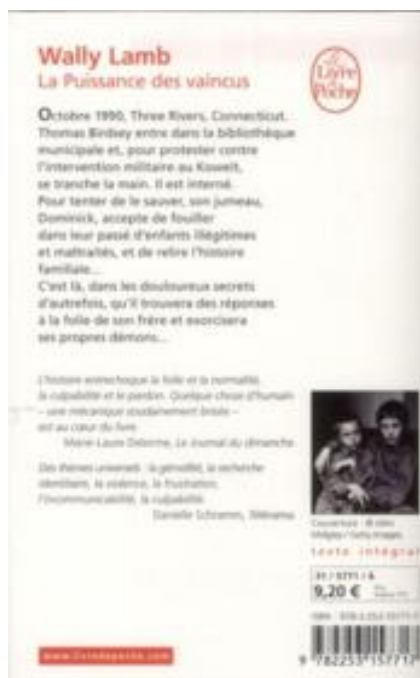 Wally Lamb
La Puissance des vaincus
Le
Livre
de
Poche
Octobre 1990, Three Rivers, Connecticut.
Thomas Birdsey entre dans la bibliothèque
municipale et, pour protester contre
l'intervention militaire au Koweït,
se tranche la main. Il est interné.
Pour tenter de le sauver, son jumeau,
Dominick, accepte de fouiller
dans leur passé d'enfants illégitimes
et maltraités, et de relire l'histoire
familiale...
C'est là, dans les douloureux secrets
d'autrefois, qu'il trouvera des réponses
à la folie de son frère et exorcisera
ses propres démons...
L'histoire entrechoque la folie et la normalité,
la culpabilité et le pardon. Quelque chose d'humain
– une mécanique soudainement brisée –
est au cœur du livre.
Marie-Laure Delorme, Le Journal du dimanche.
Des thèmes universels : la gémellité, la recherche
identitaire, la violence, la frustration,
l'incommunicabilité, la culpabilité.
Danielle Schramm, Télérama.
Couverture :
/ Getty Images.
texte intégral
31 / 5771 / 6
9,20 €
www.livredepoche.com
9 782253 157717